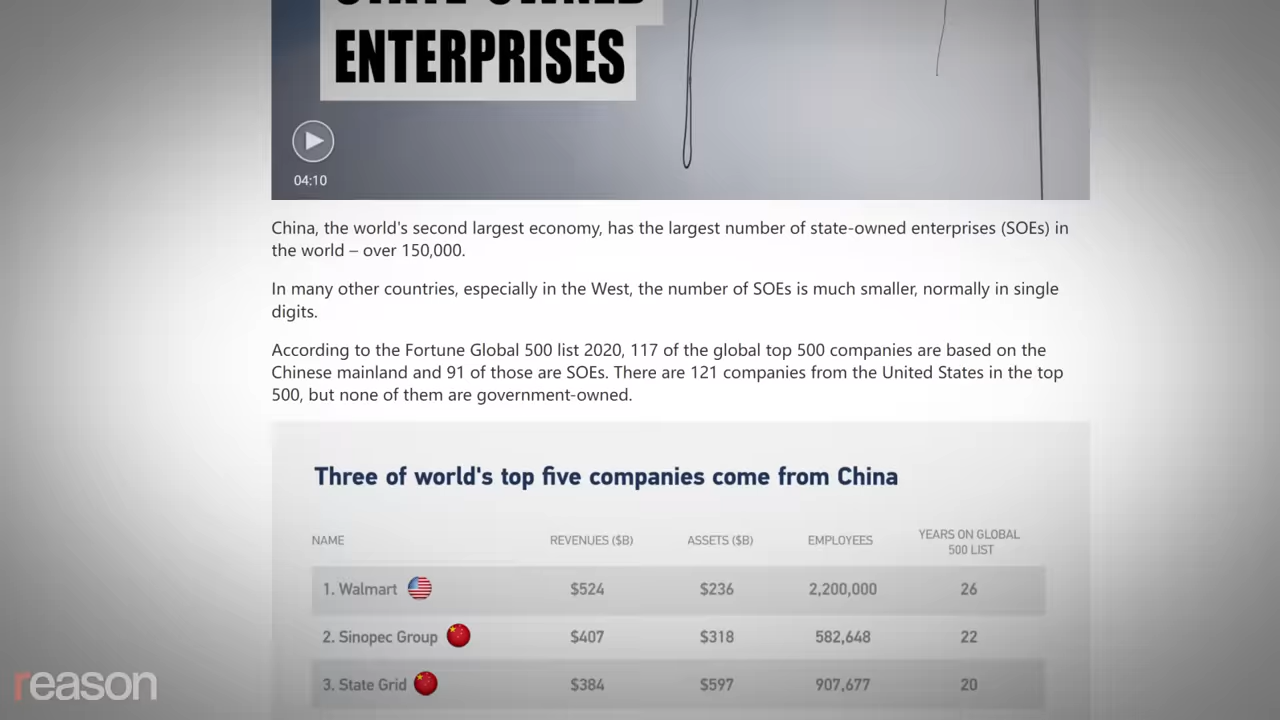 STATE-OWNED
ENTERPRISES
04:10
China, the world's second largest economy, has the largest number of state-owned enterprises (SOEs) in
the world – over 150,000.
In many other countries, especially in the West, the number of SOEs is much smaller, normally in single
digits.
According to the Fortune Global 500 list 2020, 117 of the global top 500 companies are based on the
Chinese mainland and 91 of those are SOEs. There are 121 companies from the United States in the top
500, but none of them are government-owned.
Three of world's top five companies come from China
NAME REVENUES ($B) ASSETS ($B) EMPLOYEES YEARS ON GLOBAL
500 LIST
1. Walmart $524 $236 2,200,000 26
2. Sinopec Group $407 $318 582,648 22
3. State Grid $384 $597 907,677 20
reason